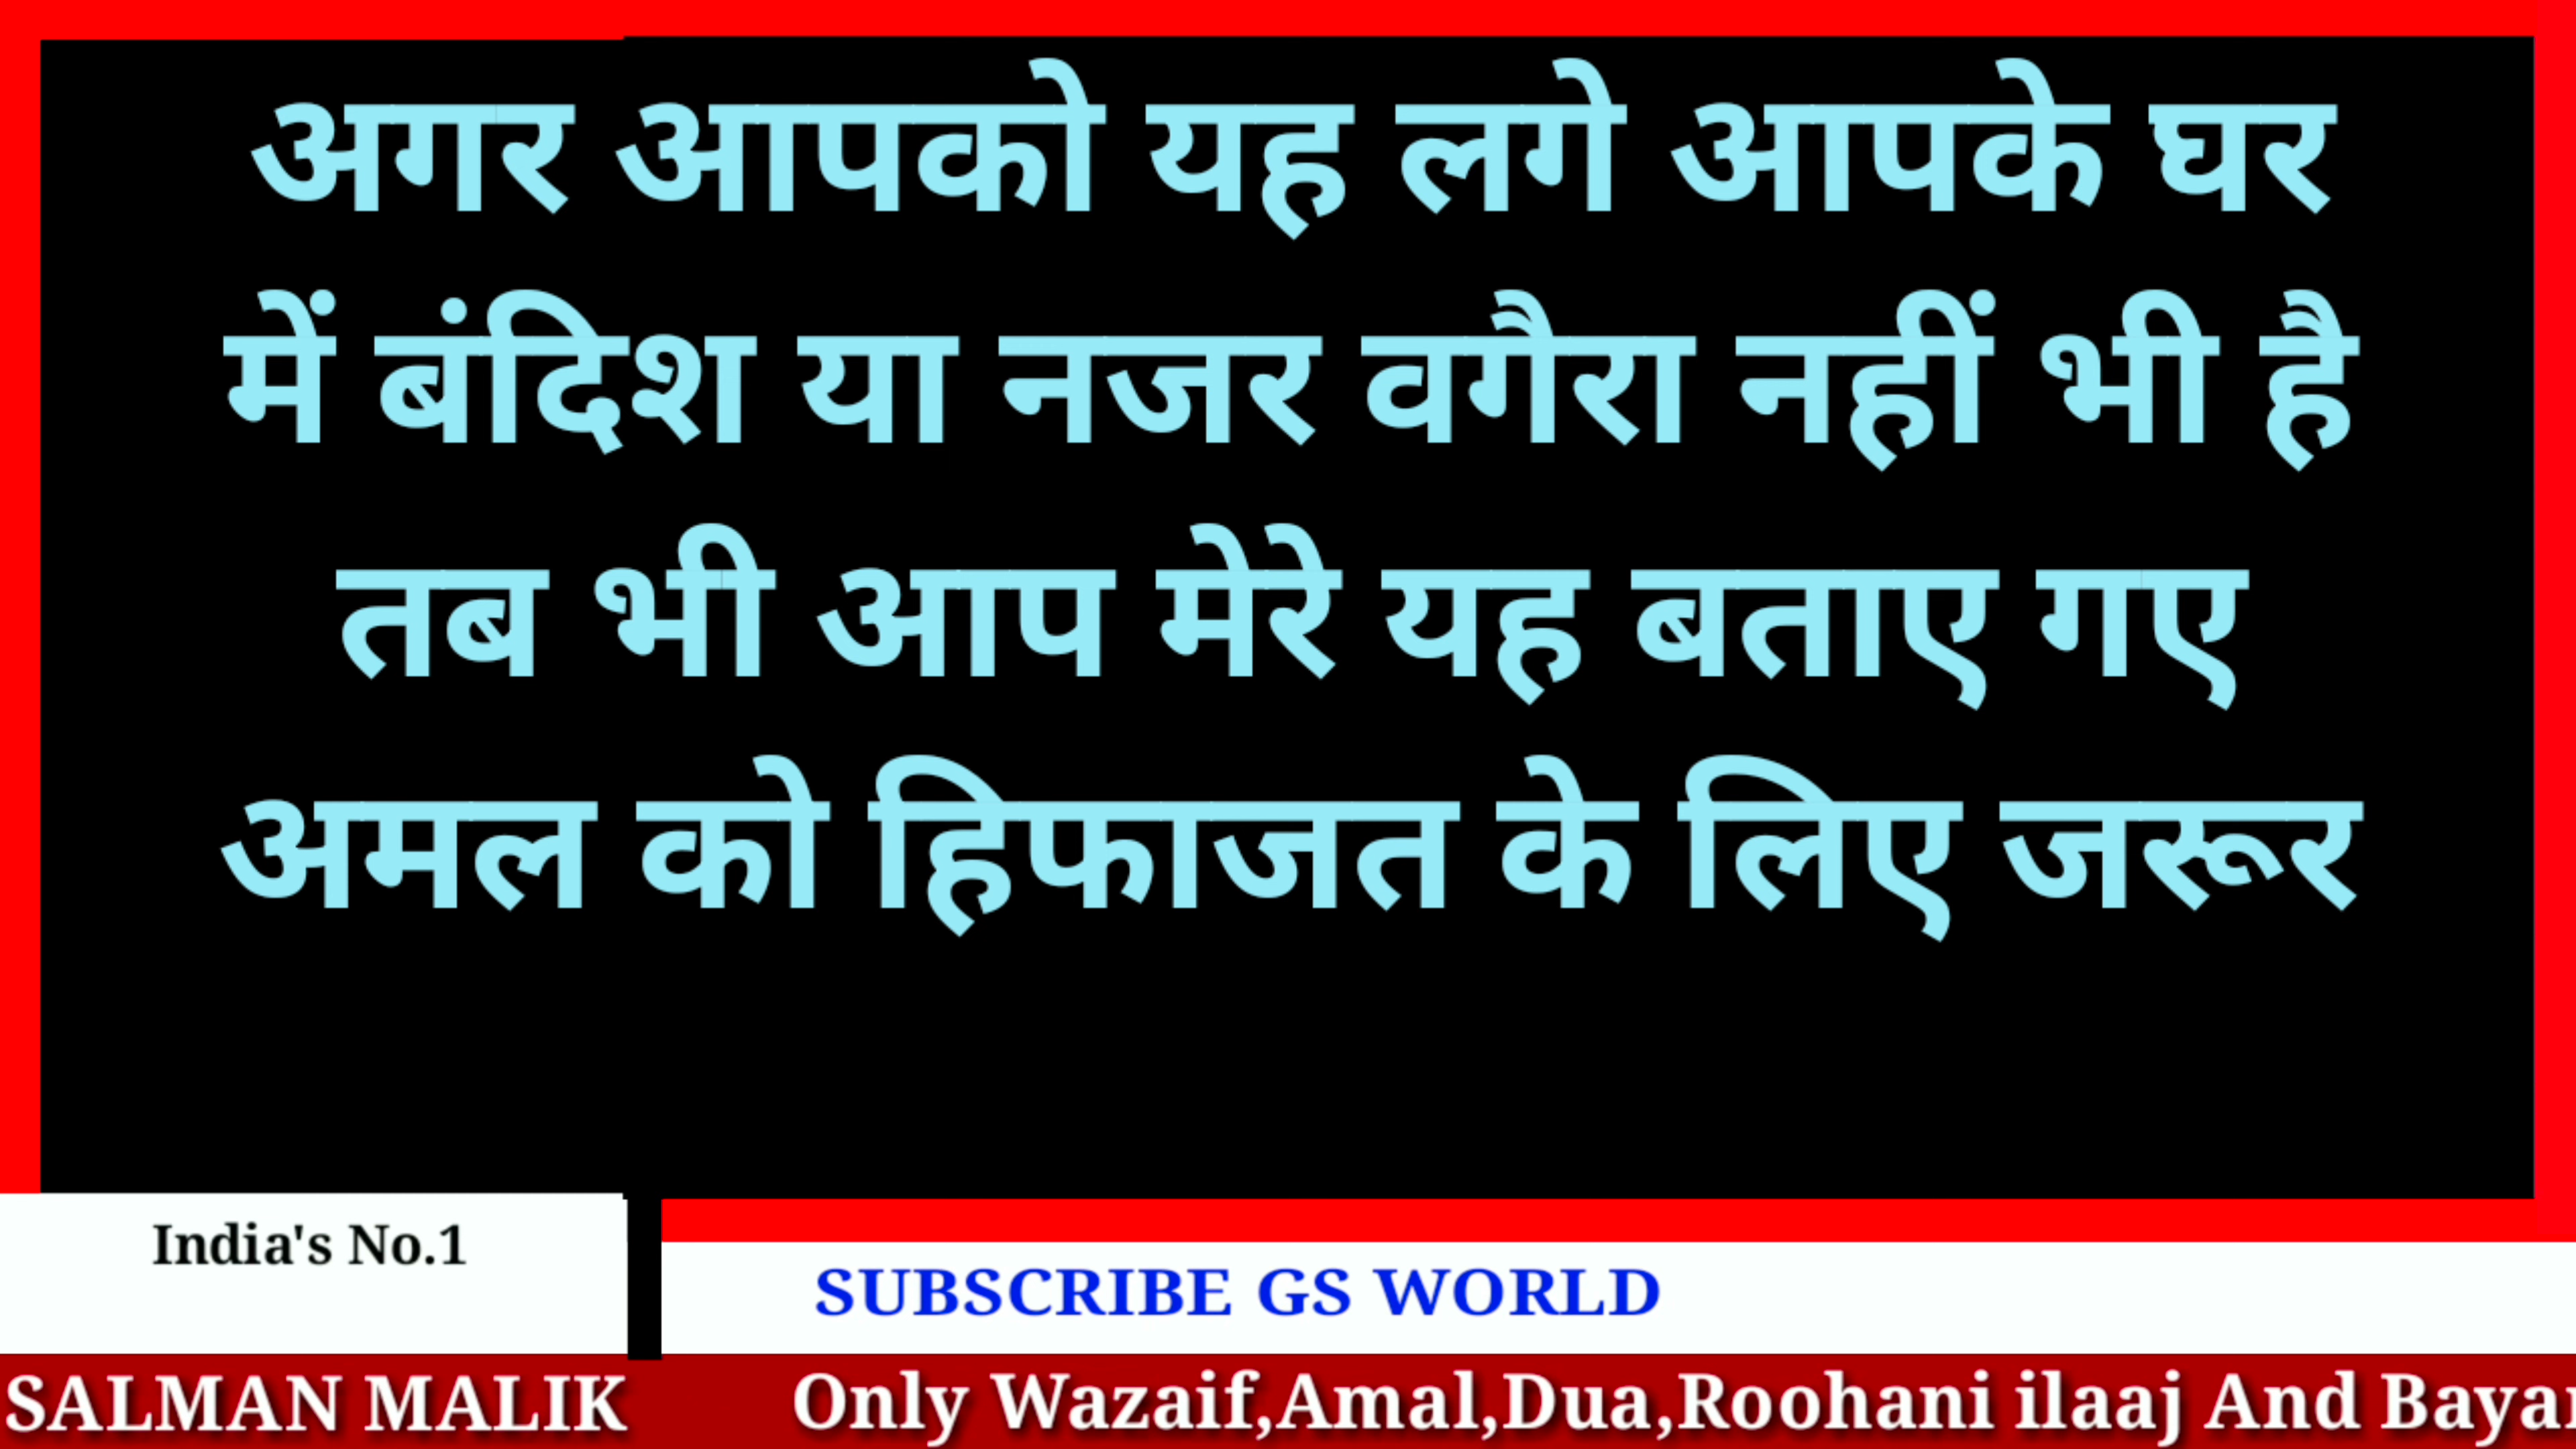 अगर आपको यह लगे आपके घर
में बंदिश या नजर वगैरा नहीं भी है
तब भी आप मेरे यह बताए गए
अमल को हिफाजत के लिए जरूर
India's No.1
SUBSCRIBE GS WORLD
SALMAN MALIK Only Wazaif,Amal,Dua,Roohani ilaaj And